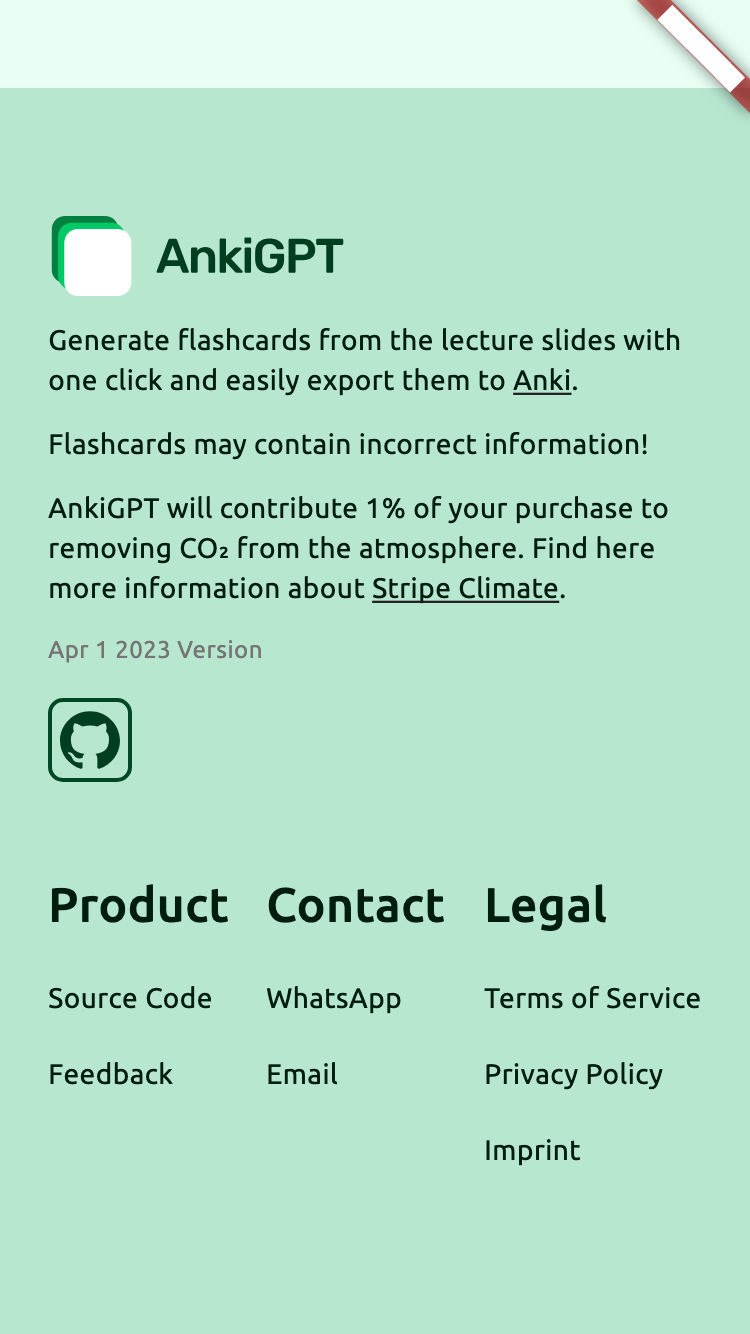 AnkiGPT
Generate flashcards from the lecture slides with
one click and easily export them to Anki.
Flashcards may contain incorrect information!
AnkiGPT will contribute 1% of your purchase to
removing CO₂ from the atmosphere. Find here
more information about Stripe Climate.
Apr 1 2023 Version
Product
Source Code
Feedback
Contact
WhatsApp
Email
Legal
Terms of Service
Privacy Policy
Imprint